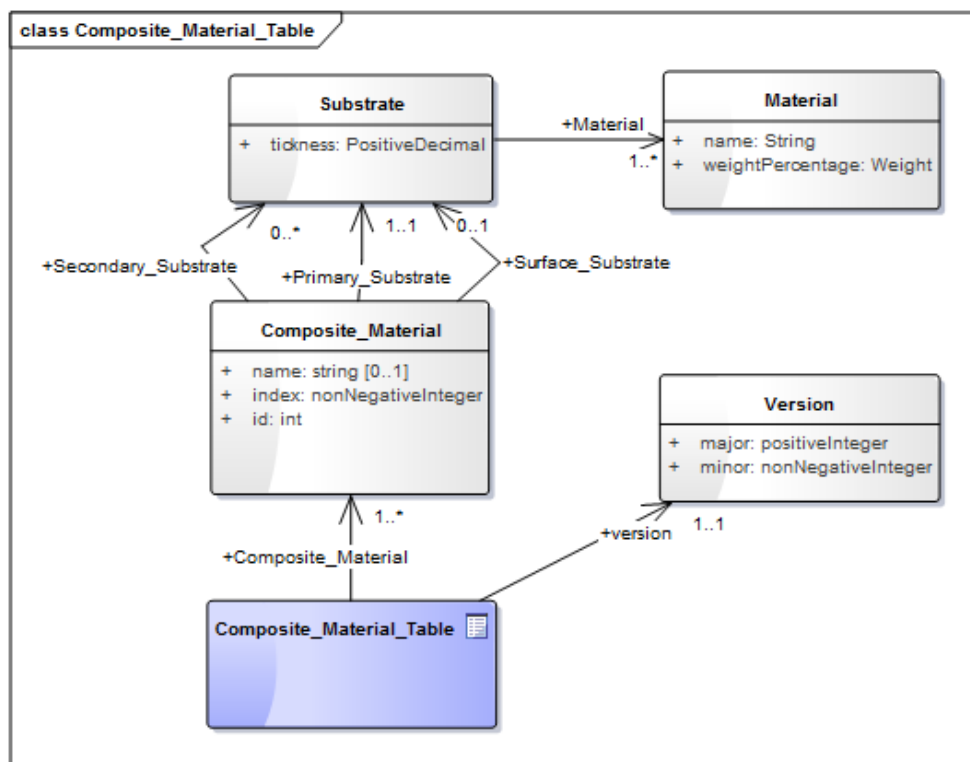 class Composite_Material_Table
Substrate
+ tickness: PositiveDecimal
+Material
1..*
Material
+ name: String
+ weightPercentage: Weight
0..*
1..1
0..1
+Secondary_Substrate
+Primary_Substrate
+Surface_Substrate
Composite_Material
+ name: string [0..1]
+ index: nonNegativeInteger
+ id: int
Version
+ major: positiveInteger
+ minor: nonNegativeInteger
1..*
1..1
+version
+Composite_Material
Composite_Material_Table